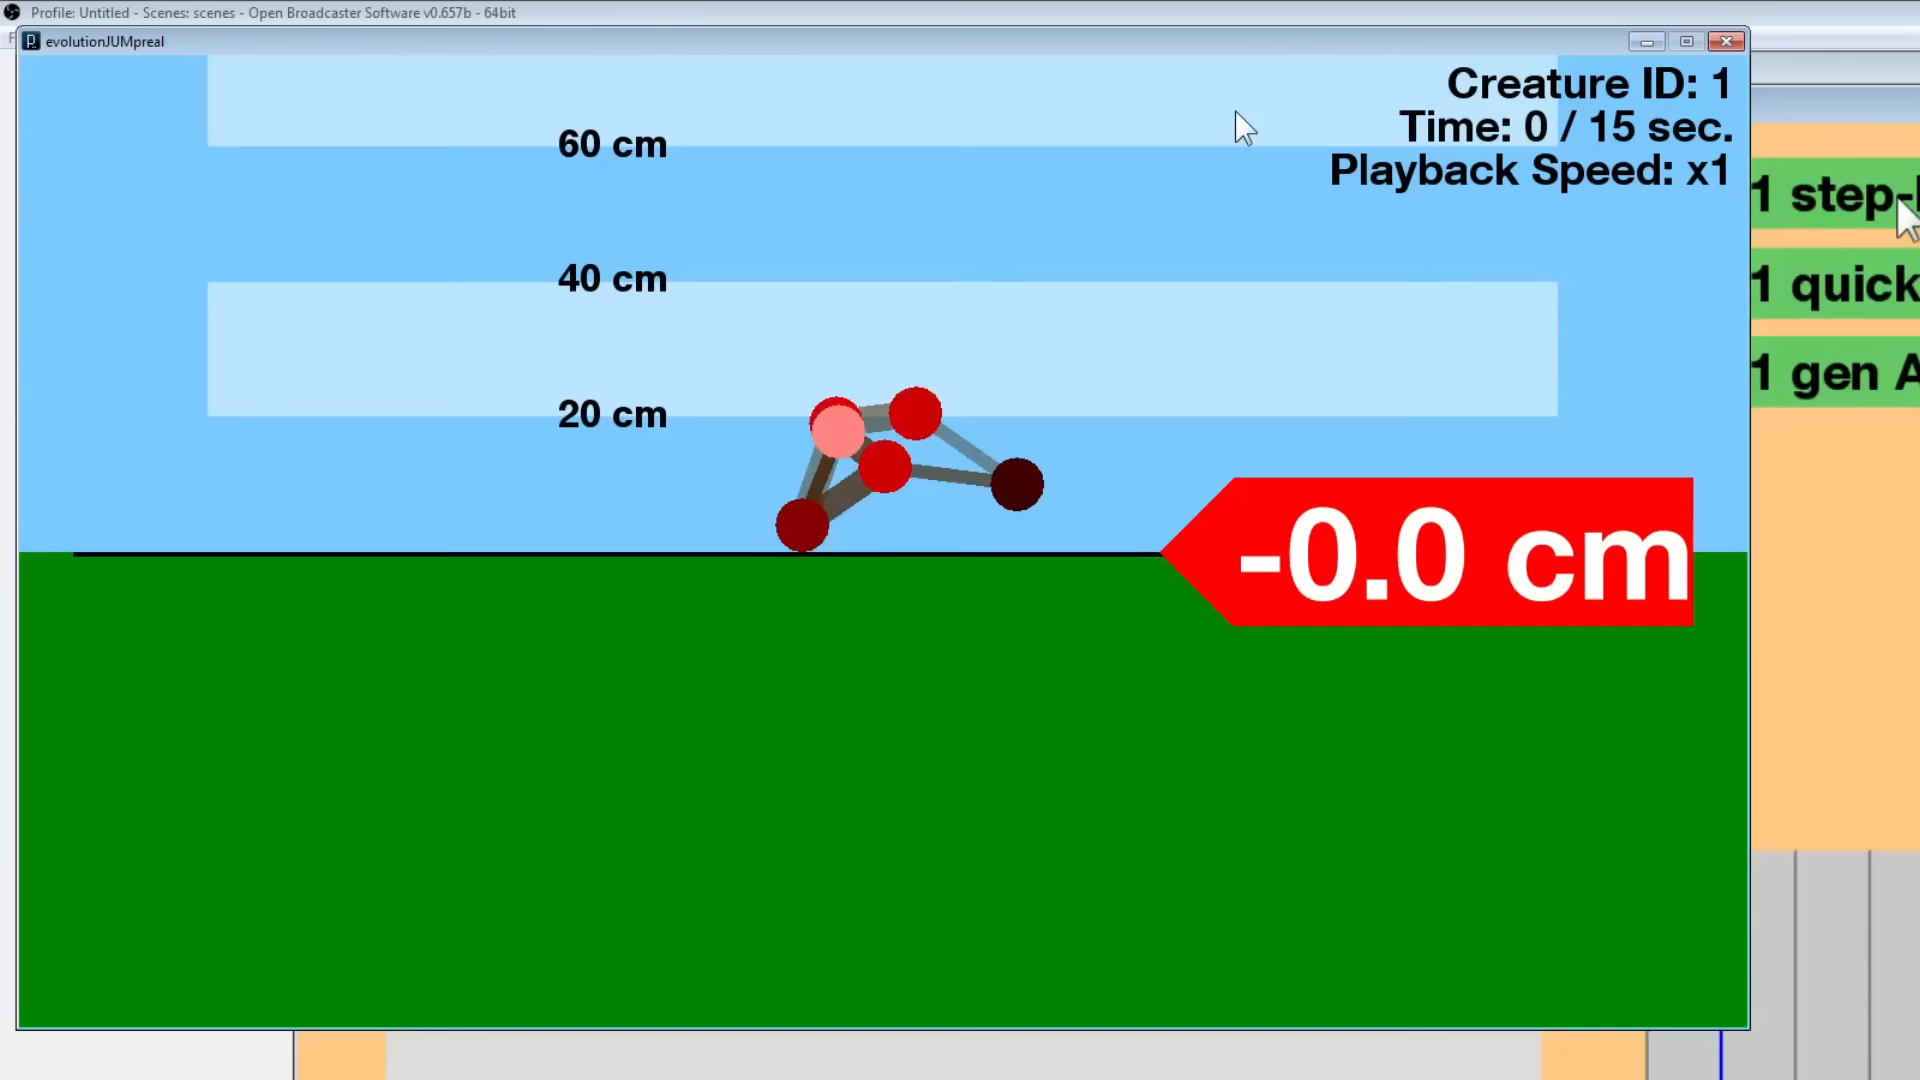 Profile: Untitled - Scenes: scenes - Open Broadcaster Software v0.657b - 64bit
evolutionJUMpreal
Creature ID: 1
Time: 0 / 15 sec.
Playback Speed: x1
60 cm
40 cm
20 cm
-0.0 cm
1 step-
1 quick
1 gen A